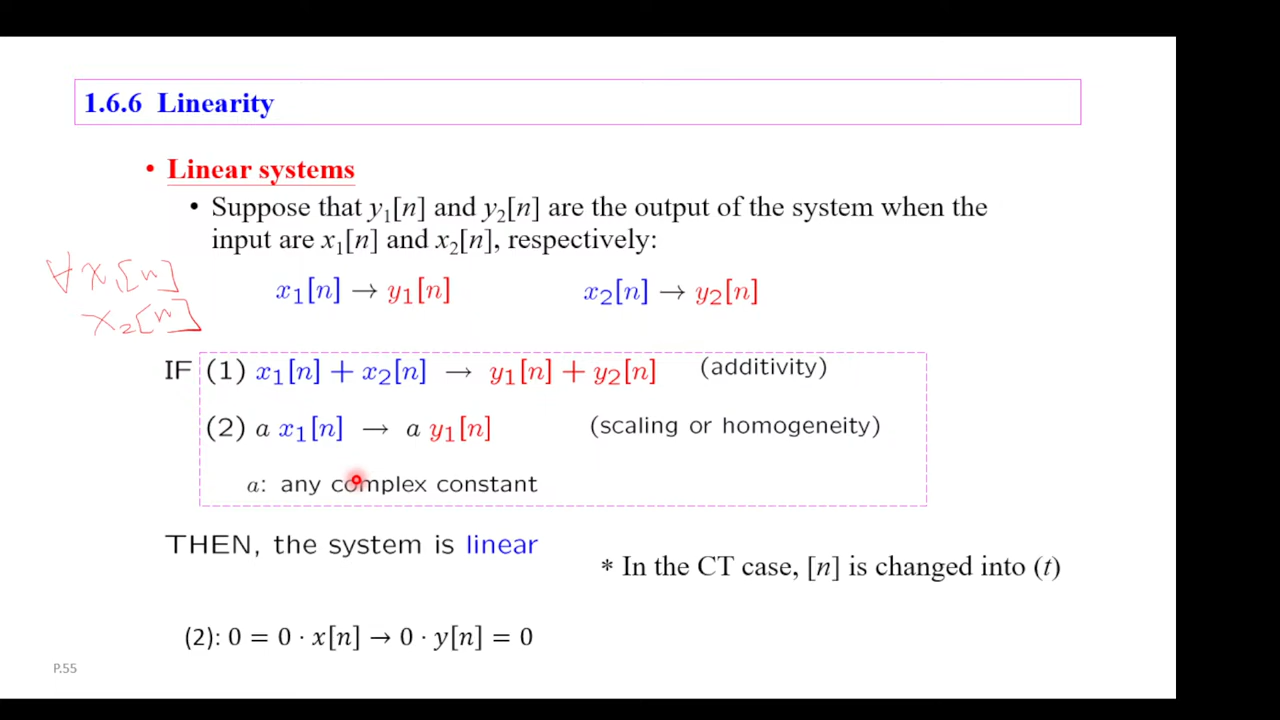 1.6.6 Linearity
• Linear systems
• Suppose that y₁[n] and y₂[n] are the output of the system when the
input are x₁[n] and x₂[n], respectively:
∀ x₁[n]
x₂[n]
x₁[n] → y₁[n] x₂[n] → y₂[n]
IF (1) x₁[n] + x₂[n] → y₁[n] + y₂[n] (additivity)
(2) a x₁[n] → a y₁[n] (scaling or homogeneity)
a: any complex constant
THEN, the system is linear
* In the CT case, [n] is changed into (t)
(2): 0 = 0 · x[n] → 0 · y[n] = 0
P.55